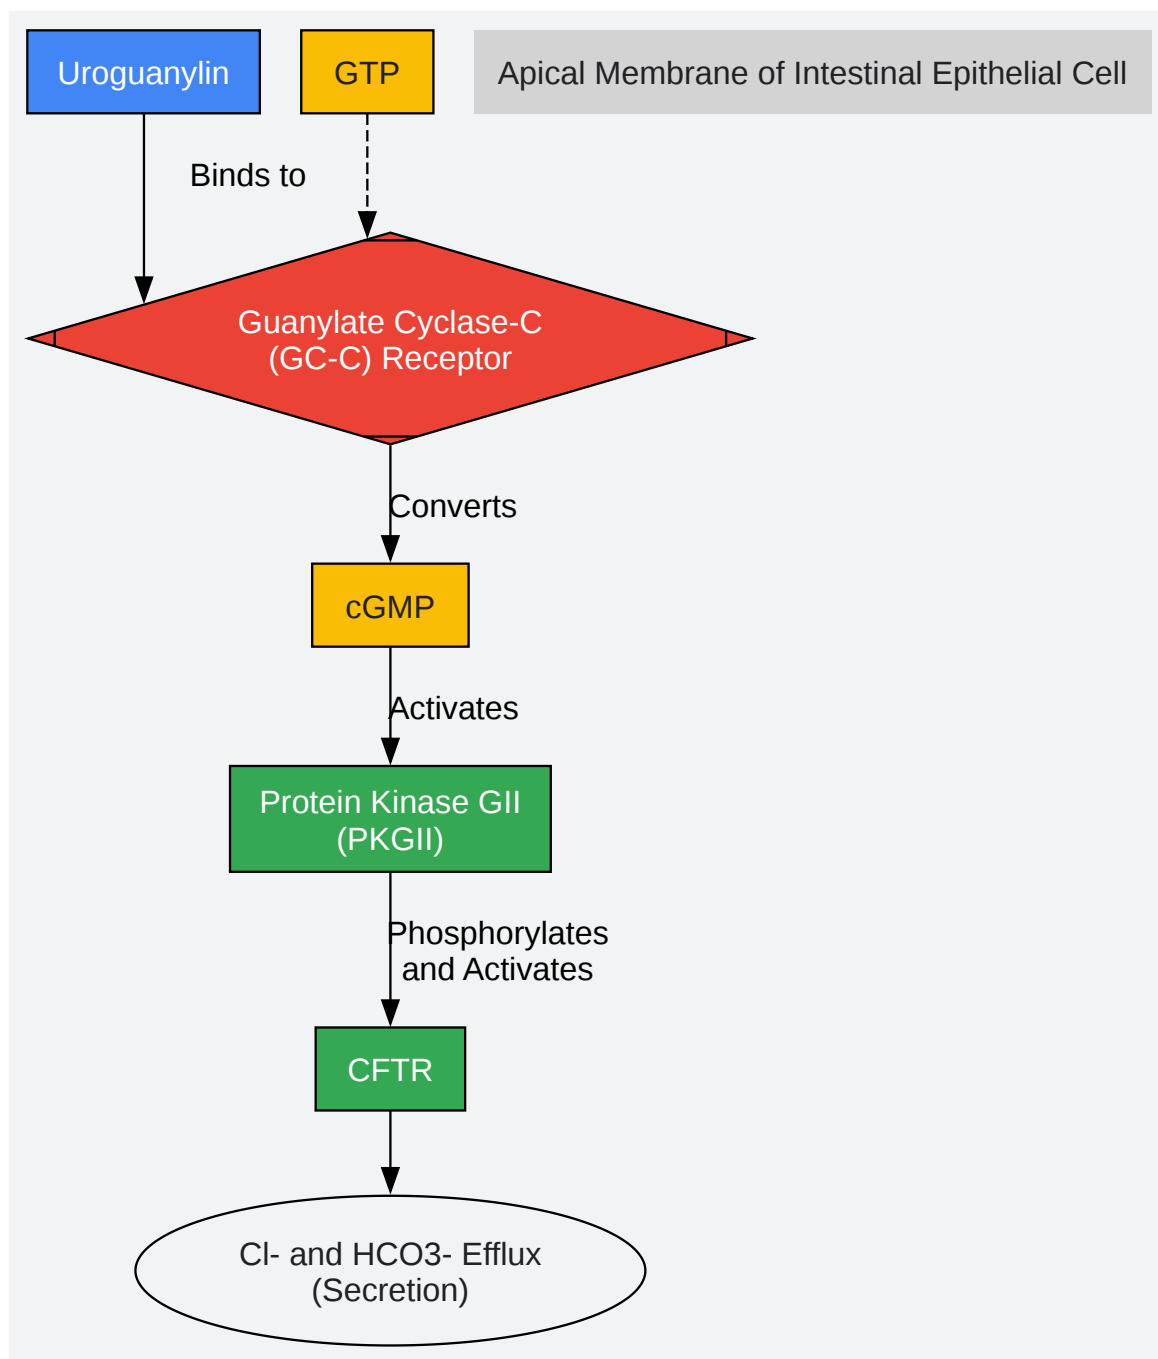 Uroguanylin
GTP
Apical Membrane of Intestinal Epithelial Cell
Binds to
Guanylate Cyclase-C
(GC-C) Receptor
Converts
cGMP
Activates
Protein Kinase GII
(PKGII)
Phosphorylates
and Activates
CFTR
Cl- and HCO3- Efflux
(Secretion)